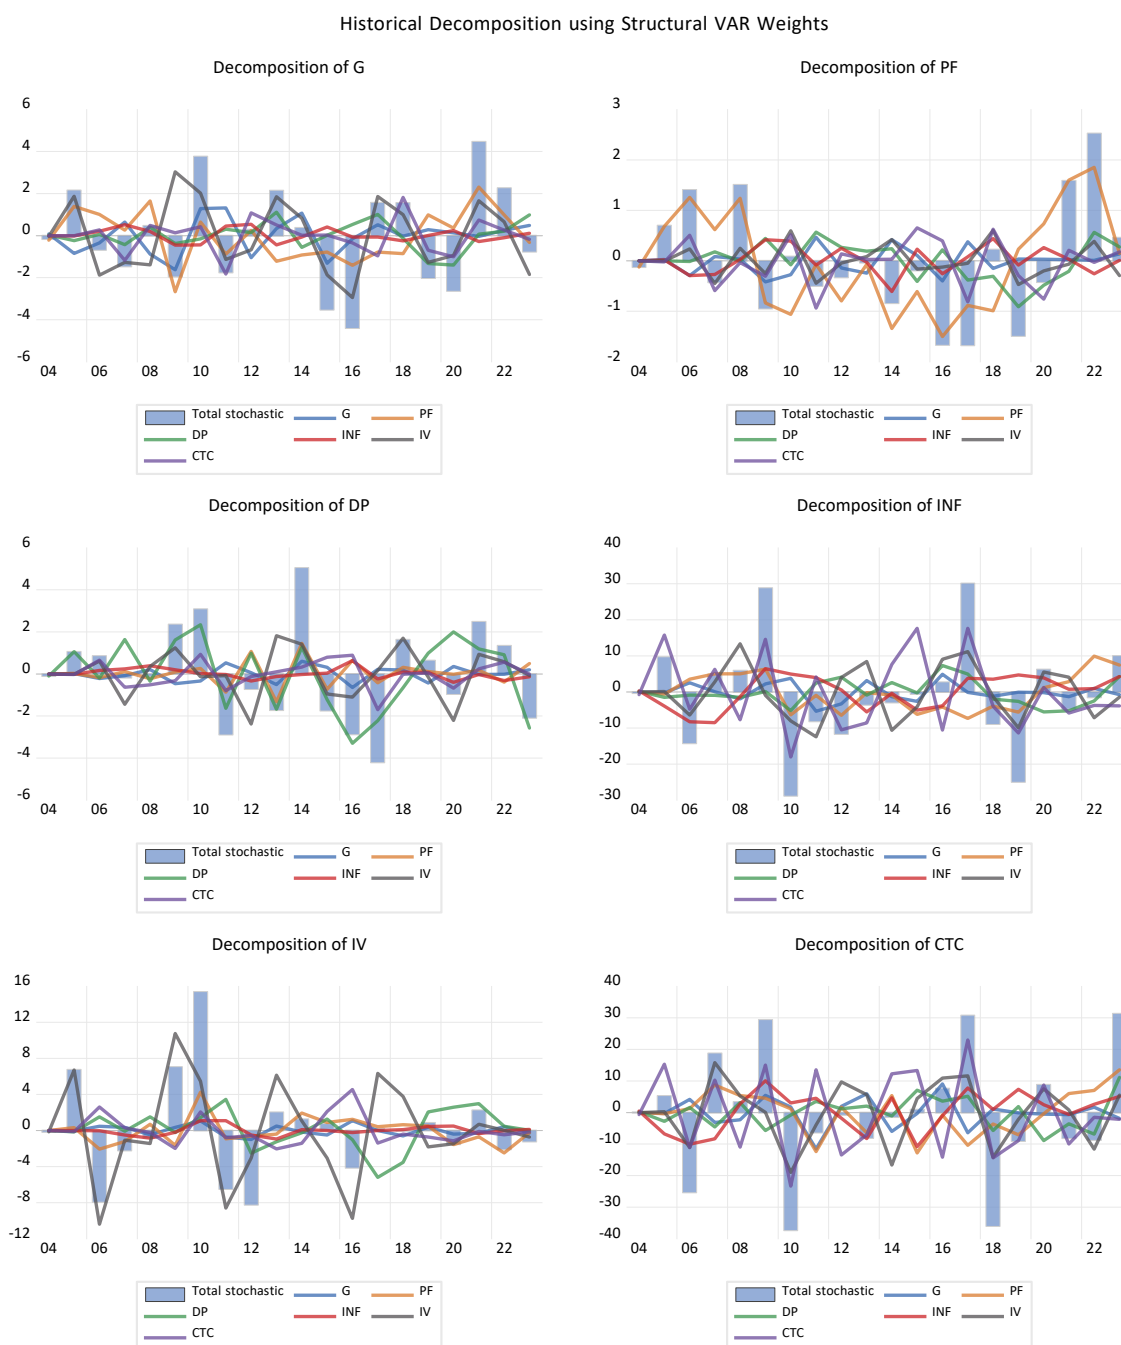 Historical Decomposition using Structural VAR Weights
Decomposition of G
6
4
2
0
-2
-4
-6
04 06 08 10 12 14 16 18 20 22
Total stochastic G PF
DP INF IV
CTC
Decomposition of PF
3
2
1
0
-1
-2
04 06 08 10 12 14 16 18 20 22
Total stochastic G PF
DP INF IV
CTC
Decomposition of DP
6
4
2
0
-2
-4
-6
04 06 08 10 12 14 16 18 20 22
Total stochastic G PF
DP INF IV
CTC
Decomposition of INF
40
30
20
10
0
-10
-20
-30
04 06 08 10 12 14 16 18 20 22
Total stochastic G PF
DP INF IV
CTC
Decomposition of IV
16
12
8
4
0
-4
-8
-12
04 06 08 10 12 14 16 18 20 22
Total stochastic G PF
DP INF IV
CTC
Decomposition of CTC
40
30
20
10
0
-10
-20
-30
-40
04 06 08 10 12 14 16 18 20 22
Total stochastic G PF
DP INF IV
CTC